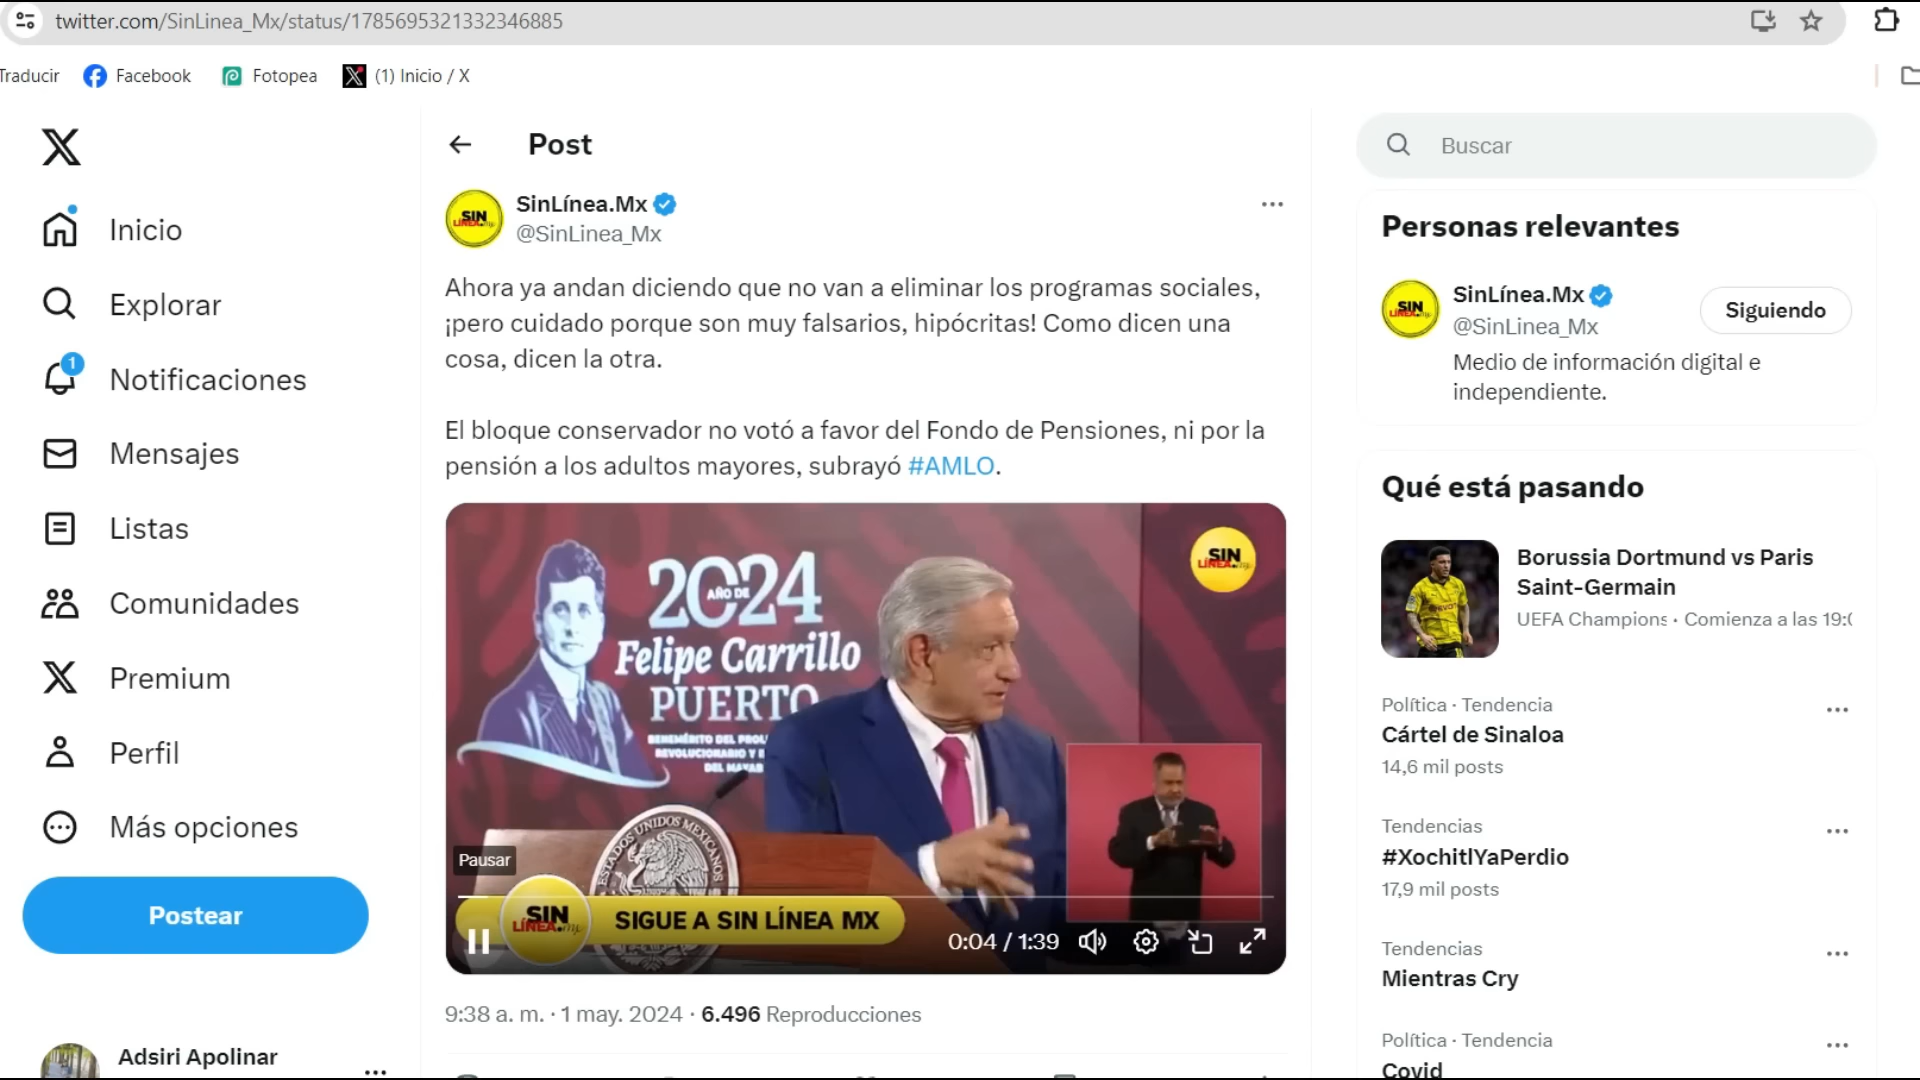 twitter.com/SinLinea_Mx/status/1785695321332346885
Traducir
Facebook
Fotopea
(1) Inicio / X
Inicio
Explorar
1
Notificaciones
Mensajes
Listas
Comunidades
Premium
Perfil
Más opciones
Postear
Adsiri Apolinar
Post
SinLínea.Mx
@SinLinea_Mx
Ahora ya andan diciendo que no van a eliminar los programas sociales,
¡pero cuidado porque son muy falsarios, hipócritas! Como dicen una
cosa, dicen la otra.
El bloque conservador no votó a favor del Fondo de Pensiones, ni por la
pensión a los adultos mayores, subrayó #AMLO.
SIN
LÍNEA.mx
2024
AÑO DE
Felipe Carrillo
PUERTO
BENEMÉRITO DEL PROL
REVOLUCIONARIO Y
DEL MAYAB
ESTADOS UNIDOS MEXICANOS
Pausar
SIN
LÍNEA.mx
SIGUE A SIN LÍNEA MX
0:04 / 1:39
9:38 a. m. · 1 may. 2024 · 6.496 Reproducciones
Buscar
Personas relevantes
SinLínea.Mx
@SinLinea_Mx
Siguiendo
Medio de información digital e
independiente.
Qué está pasando
Borussia Dortmund vs Paris
Saint-Germain
UEFA Champions · Comienza a las 19:0
Política · Tendencia
Cártel de Sinaloa
14,6 mil posts
Tendencias
#XochitlYaPerdio
17,9 mil posts
Tendencias
Mientras Cry
Política · Tendencia
Covid